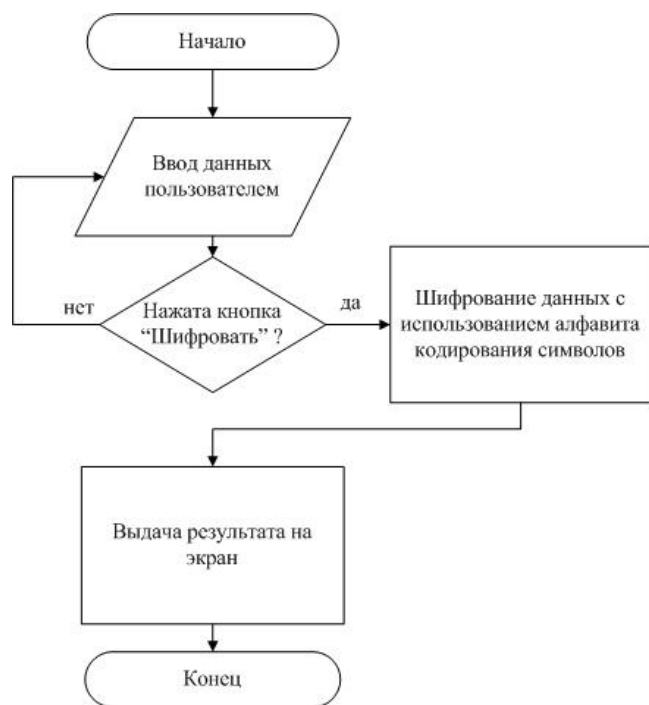 Начало
Ввод данных
пользователем
нет
Нажата кнопка
“Шифровать” ?
да
Шифрование данных с
использованием алфавита
кодирования символов
Выдача результата на
экран
Конец